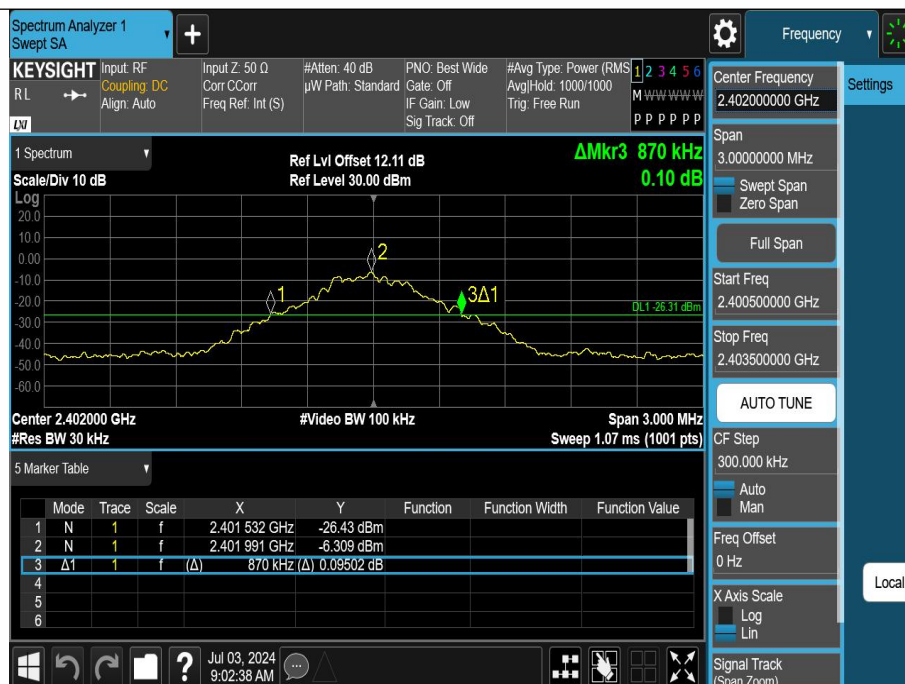 Spectrum Analyzer 1
Swept SA
Frequency
KEYSIGHT
RL
LXI
Input: RF
Coupling: DC
Align: Auto
Input Z: 50 Ω
Corr CCorr
Freq Ref: Int (S)
#Atten: 40 dB
µW Path: Standard
PNO: Best Wide
Gate: Off
IF Gain: Low
Sig Track: Off
#Avg Type: Power (RMS
Avg|Hold: 1000/1000
Trig: Free Run
1 2 3 4 5 6
M W W W W W
P P P P P P
1 Spectrum
Scale/Div 10 dB
Ref Lvl Offset 12.11 dB
Ref Level 30.00 dBm
ΔMkr3 870 kHz
0.10 dB
Log
20.0
10.0
0.00
-10.0
-20.0
-30.0
-40.0
-50.0
-60.0
2
1
3Δ1
DL1 -26.31 dBm
Center 2.402000 GHz
#Video BW 100 kHz
Span 3.000 MHz
#Res BW 30 kHz
Sweep 1.07 ms (1001 pts)
5 Marker Table
Mode Trace Scale X Y Function Function Width Function Value
1 N 1 f 2.401 532 GHz -26.43 dBm
2 N 1 f 2.401 991 GHz -6.309 dBm
3 Δ1 1 f (Δ) 870 kHz (Δ) 0.09502 dB
4
5
6
?
Jul 03, 2024
9:02:38 AM
Center Frequency
2.402000000 GHz
Span
3.00000000 MHz
Swept Span
Zero Span
Full Span
Start Freq
2.400500000 GHz
Stop Freq
2.403500000 GHz
AUTO TUNE
CF Step
300.000 kHz
Auto
Man
Freq Offset
0 Hz
X Axis Scale
Log
Lin
Signal Track
(Span Zoom)
Settings
Local